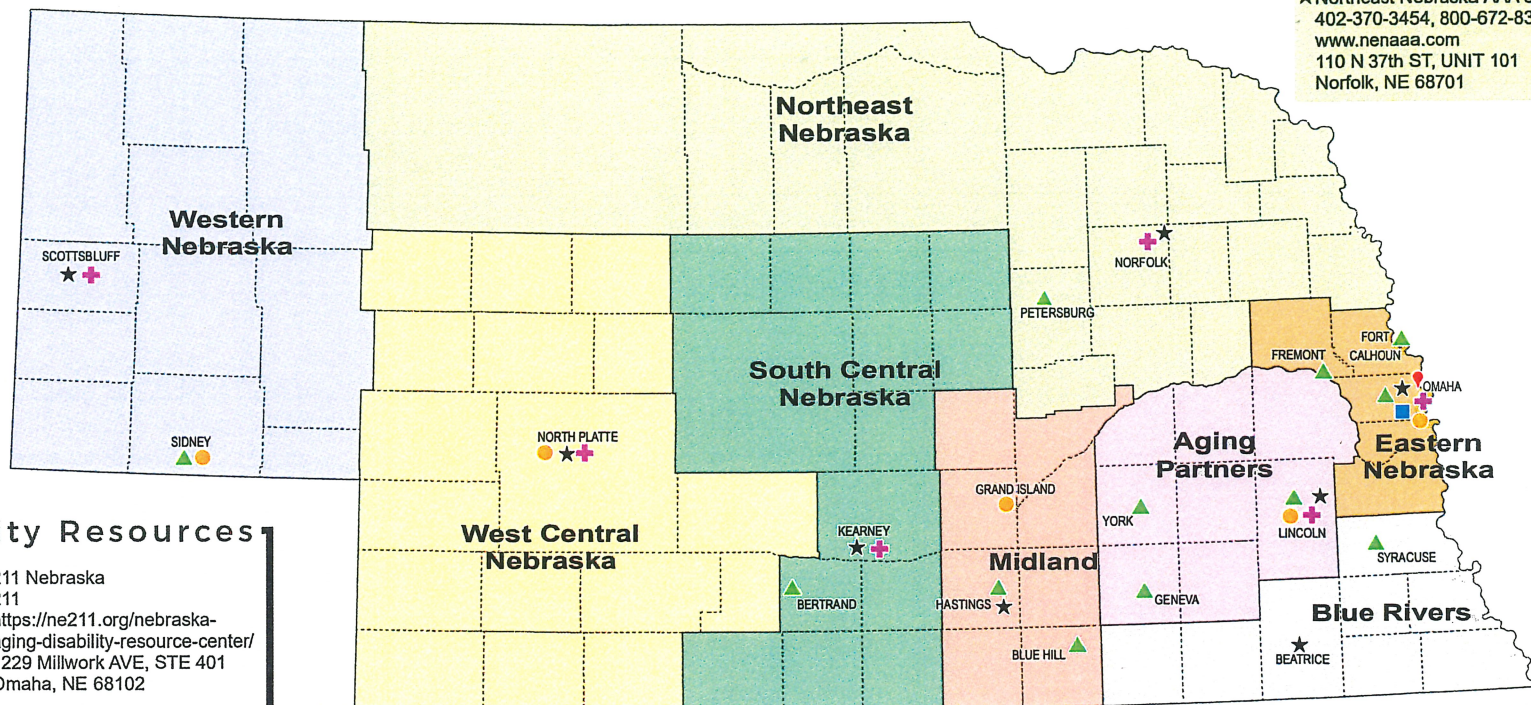 Northeast Nebraska AAA
402-370-3454, 800-672-83
www.nenaaa.com
110 N 37th ST, UNIT 101
Norfolk, NE 68701
Northeast
Nebraska
Western
Nebraska
SCOTTSBLUFF
NORFOLK
PETERSBURG
FORT
CALHOUN
FREMONT
OMAHA
South Central
Nebraska
SIDNEY
NORTH PLATTE
Aging
Partners
Eastern
Nebraska
GRAND ISLAND
YORK
LINCOLN
West Central
Nebraska
KEARNEY
SYRACUSE
Midland
BERTRAND
HASTINGS
GENEVA
Blue Rivers
BLUE HILL
BEATRICE
ty Resources
211 Nebraska
211
https://ne211.org/nebraska-
aging-disability-resource-center/
229 Millwork AVE, STE 401
Omaha, NE 68102